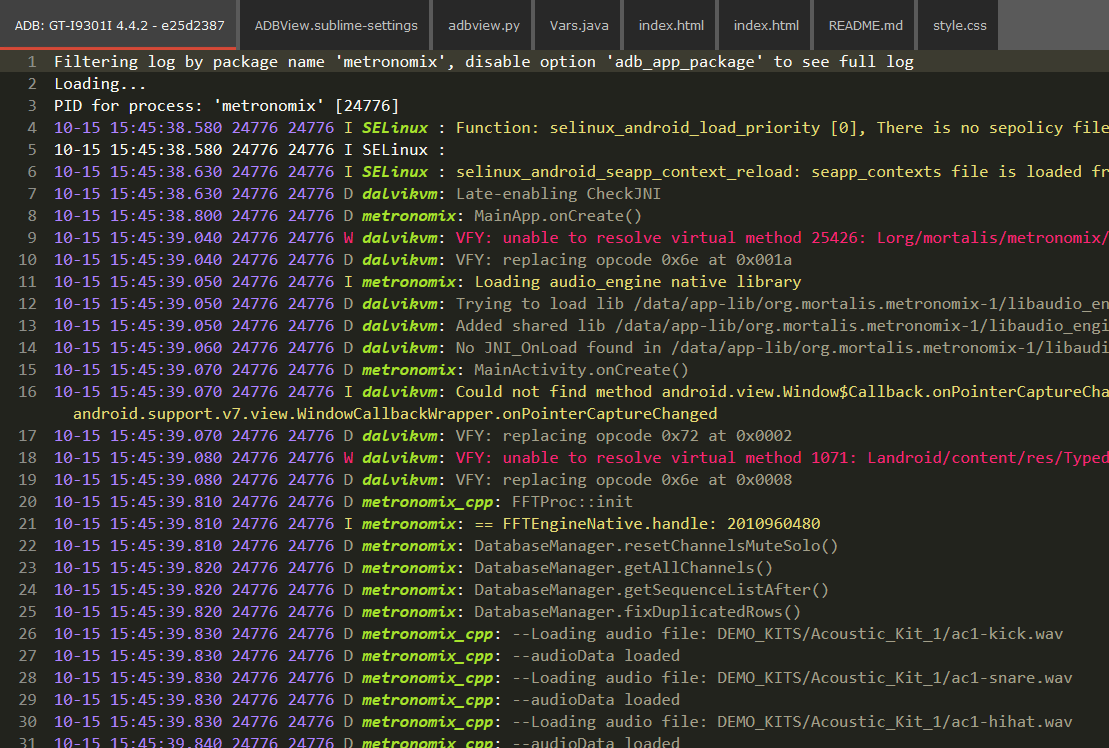 ADB: GT-I9301I 4.4.2 - e25d2387 ADBView.sublime-settings adbview.py Vars.java index.html index.html README.md style.css
1 Filtering log by package name 'metronomix', disable option 'adb_app_package' to see full log
2 Loading...
3 PID for process: 'metronomix' [24776]
4 10-15 15:45:38.580 24776 24776 I SELinux : Function: selinux_android_load_priority [0], There is no sepolicy file
5 10-15 15:45:38.580 24776 24776 I SELinux :
6 10-15 15:45:38.630 24776 24776 I SELinux : selinux_android_seapp_context_reload: seapp_contexts file is loaded fr
7 10-15 15:45:38.630 24776 24776 D dalvikvm: Late-enabling CheckJNI
8 10-15 15:45:38.800 24776 24776 D metronomix: MainApp.onCreate()
9 10-15 15:45:39.040 24776 24776 W dalvikvm: VFY: unable to resolve virtual method 25426: Lorg/mortalis/metronomix/
10 10-15 15:45:39.040 24776 24776 D dalvikvm: VFY: replacing opcode 0x6e at 0x001a
11 10-15 15:45:39.050 24776 24776 I metronomix: Loading audio_engine native library
12 10-15 15:45:39.050 24776 24776 D dalvikvm: Trying to load lib /data/app-lib/org.mortalis.metronomix-1/libaudio_en
13 10-15 15:45:39.050 24776 24776 D dalvikvm: Added shared lib /data/app-lib/org.mortalis.metronomix-1/libaudio_engi
14 10-15 15:45:39.060 24776 24776 D dalvikvm: No JNI_OnLoad found in /data/app-lib/org.mortalis.metronomix-1/libaudi
15 10-15 15:45:39.070 24776 24776 D metronomix: MainActivity.onCreate()
16 10-15 15:45:39.070 24776 24776 I dalvikvm: Could not find method android.view.Window$Callback.onPointerCaptureCha
android.support.v7.view.WindowCallbackWrapper.onPointerCaptureChanged
17 10-15 15:45:39.070 24776 24776 D dalvikvm: VFY: replacing opcode 0x72 at 0x0002
18 10-15 15:45:39.080 24776 24776 W dalvikvm: VFY: unable to resolve virtual method 1071: Landroid/content/res/Typed
19 10-15 15:45:39.080 24776 24776 D dalvikvm: VFY: replacing opcode 0x6e at 0x0008
20 10-15 15:45:39.810 24776 24776 D metronomix_cpp: FFTProc::init
21 10-15 15:45:39.810 24776 24776 I metronomix: == FFTEngineNative.handle: 2010960480
22 10-15 15:45:39.810 24776 24776 D metronomix: DatabaseManager.resetChannelsMuteSolo()
23 10-15 15:45:39.820 24776 24776 D metronomix: DatabaseManager.getAllChannels()
24 10-15 15:45:39.820 24776 24776 D metronomix: DatabaseManager.getSequenceListAfter()
25 10-15 15:45:39.820 24776 24776 D metronomix: DatabaseManager.fixDuplicatedRows()
26 10-15 15:45:39.830 24776 24776 D metronomix_cpp: --Loading audio file: DEMO_KITS/Acoustic_Kit_1/ac1-kick.wav
27 10-15 15:45:39.830 24776 24776 D metronomix_cpp: --audioData loaded
28 10-15 15:45:39.830 24776 24776 D metronomix_cpp: --Loading audio file: DEMO_KITS/Acoustic_Kit_1/ac1-snare.wav
29 10-15 15:45:39.830 24776 24776 D metronomix_cpp: --audioData loaded
30 10-15 15:45:39.830 24776 24776 D metronomix_cpp: --Loading audio file: DEMO_KITS/Acoustic_Kit_1/ac1-hihat.wav
31 10-15 15:45:39.840 24776 24776 D metronomix_cpp: --audioData loaded